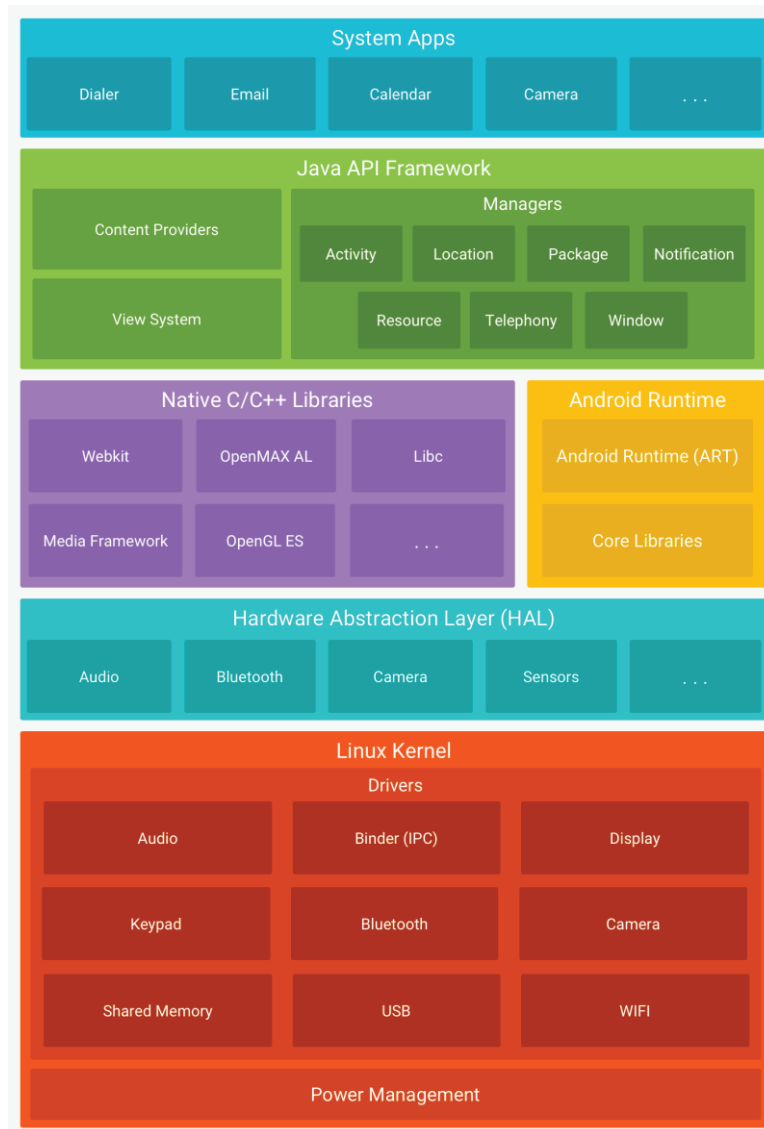 System Apps
Dialer
Email
Calendar
Camera
. . .
Java API Framework
Content Providers
View System
Managers
Activity
Location
Package
Notification
Resource
Telephony
Window
Native C/C++ Libraries
Webkit
OpenMAX AL
Libc
Media Framework
OpenGL ES
. . .
Android Runtime
Android Runtime (ART)
Core Libraries
Hardware Abstraction Layer (HAL)
Audio
Bluetooth
Camera
Sensors
. . .
Linux Kernel
Drivers
Audio
Binder (IPC)
Display
Keypad
Bluetooth
Camera
Shared Memory
USB
WIFI
Power Management